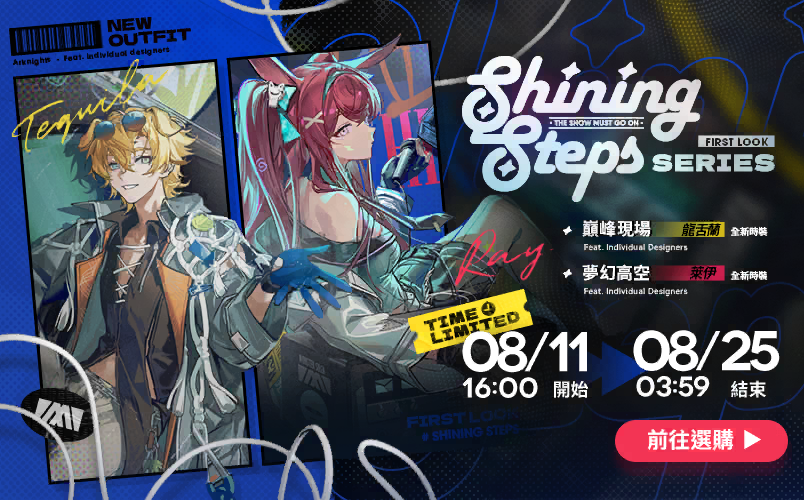 NEW
OUTFIT
Arknights - Feat. Individual designers
Tequila
Ray
Shining
• THE SHOW MUST GO ON •
Steps
FIRST LOOK
SERIES
巔峰現場 龍舌蘭 全新時裝
Feat. Individual Designers
夢幻高空 萊伊 全新時裝
Feat. Individual Designers
TIME
LIMITED
08/11 08/25
16:00 開始 03:59 結束
FIRST LOOK
SHINING STEPS
前往選購